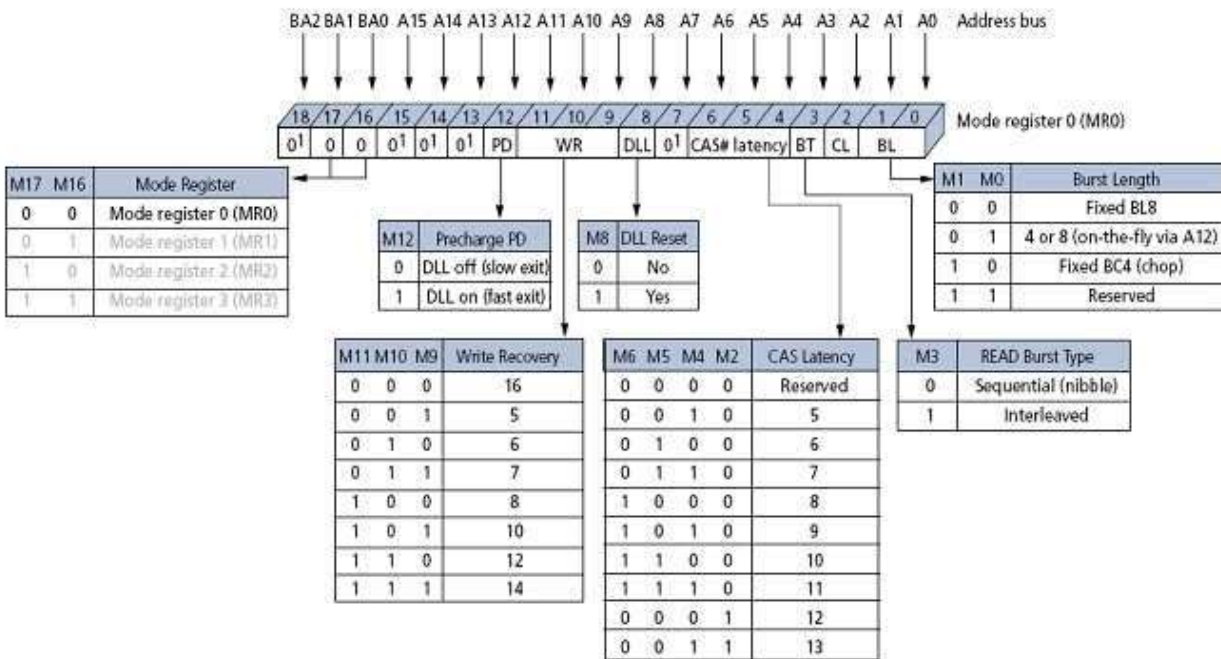 BA2 BA1 BA0 A15 A14 A13 A12 A11 A10 A9 A8 A7 A6 A5 A4 A3 A2 A1 A0 Address bus
18 17 16 15 14 13 12 11 10 9 8 7 6 5 4 3 2 1 0 Mode register 0 (MR0)
0¹ 0 0 0¹ 0¹ 0¹ PD WR DLL 0¹ CAS# latency BT CL BL
M17 M16 Mode Register
0 0 Mode register 0 (MR0)
0 1 Mode register 1 (MR1)
1 0 Mode register 2 (MR2)
1 1 Mode register 3 (MR3)
M12 Precharge PD
0 DLL off (slow exit)
1 DLL on (fast exit)
M8 DLL Reset
0 No
1 Yes
M1 M0 Burst Length
0 0 Fixed BL8
0 1 4 or 8 (on-the-fly via A12)
1 0 Fixed BC4 (chop)
1 1 Reserved
M11 M10 M9 Write Recovery
0 0 0 16
0 0 1 5
0 1 0 6
0 1 1 7
1 0 0 8
1 0 1 10
1 1 0 12
1 1 1 14
M6 M5 M4 M2 CAS Latency
0 0 0 0 Reserved
0 0 1 0 5
0 1 0 0 6
0 1 1 0 7
1 0 0 0 8
1 0 1 0 9
1 1 0 0 10
1 1 1 0 11
0 0 0 1 12
0 0 1 1 13
M3 READ Burst Type
0 Sequential (nibble)
1 Interleaved